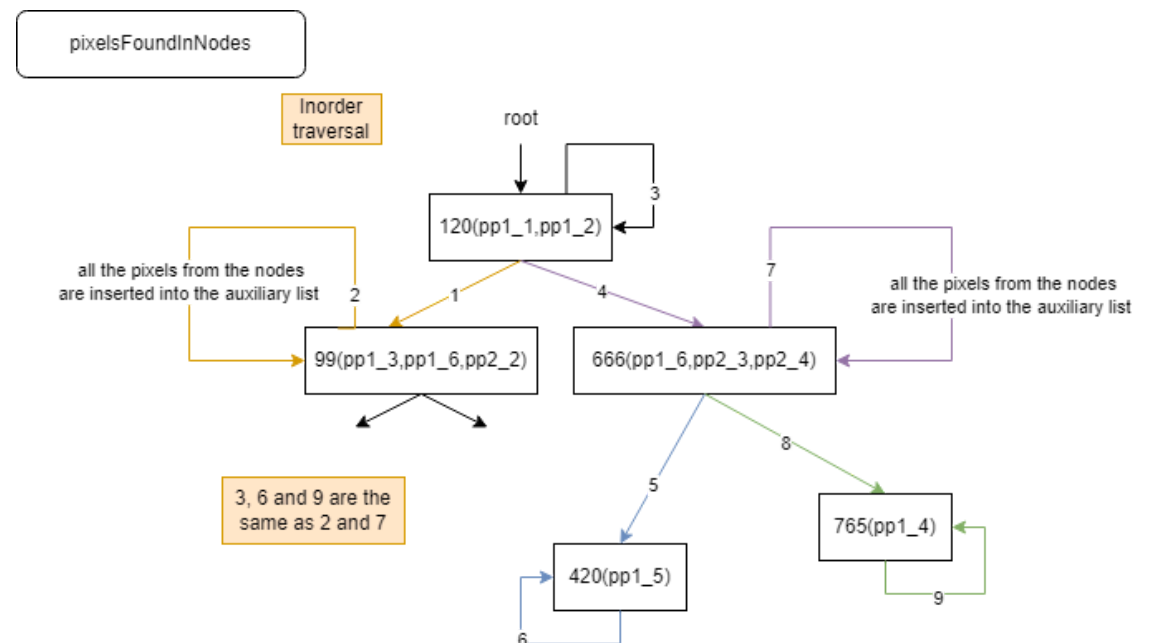 pixelsFoundInNodes
Inorder
traversal
root
3
120(pp1_1,pp1_2)
all the pixels from the nodes
are inserted into the auxiliary list
2
1
4
7
all the pixels from the nodes
are inserted into the auxiliary list
99(pp1_3,pp1_6,pp2_2)
666(pp1_6,pp2_3,pp2_4)
8
5
3, 6 and 9 are the
same as 2 and 7
765(pp1_4)
420(pp1_5)
9
6